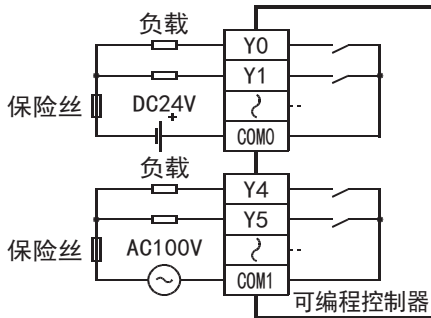 负载
Y0
Y1
保险丝
DC24V
+
COM0
负载
Y4
Y5
保险丝
AC100V
COM1
可编程控制器